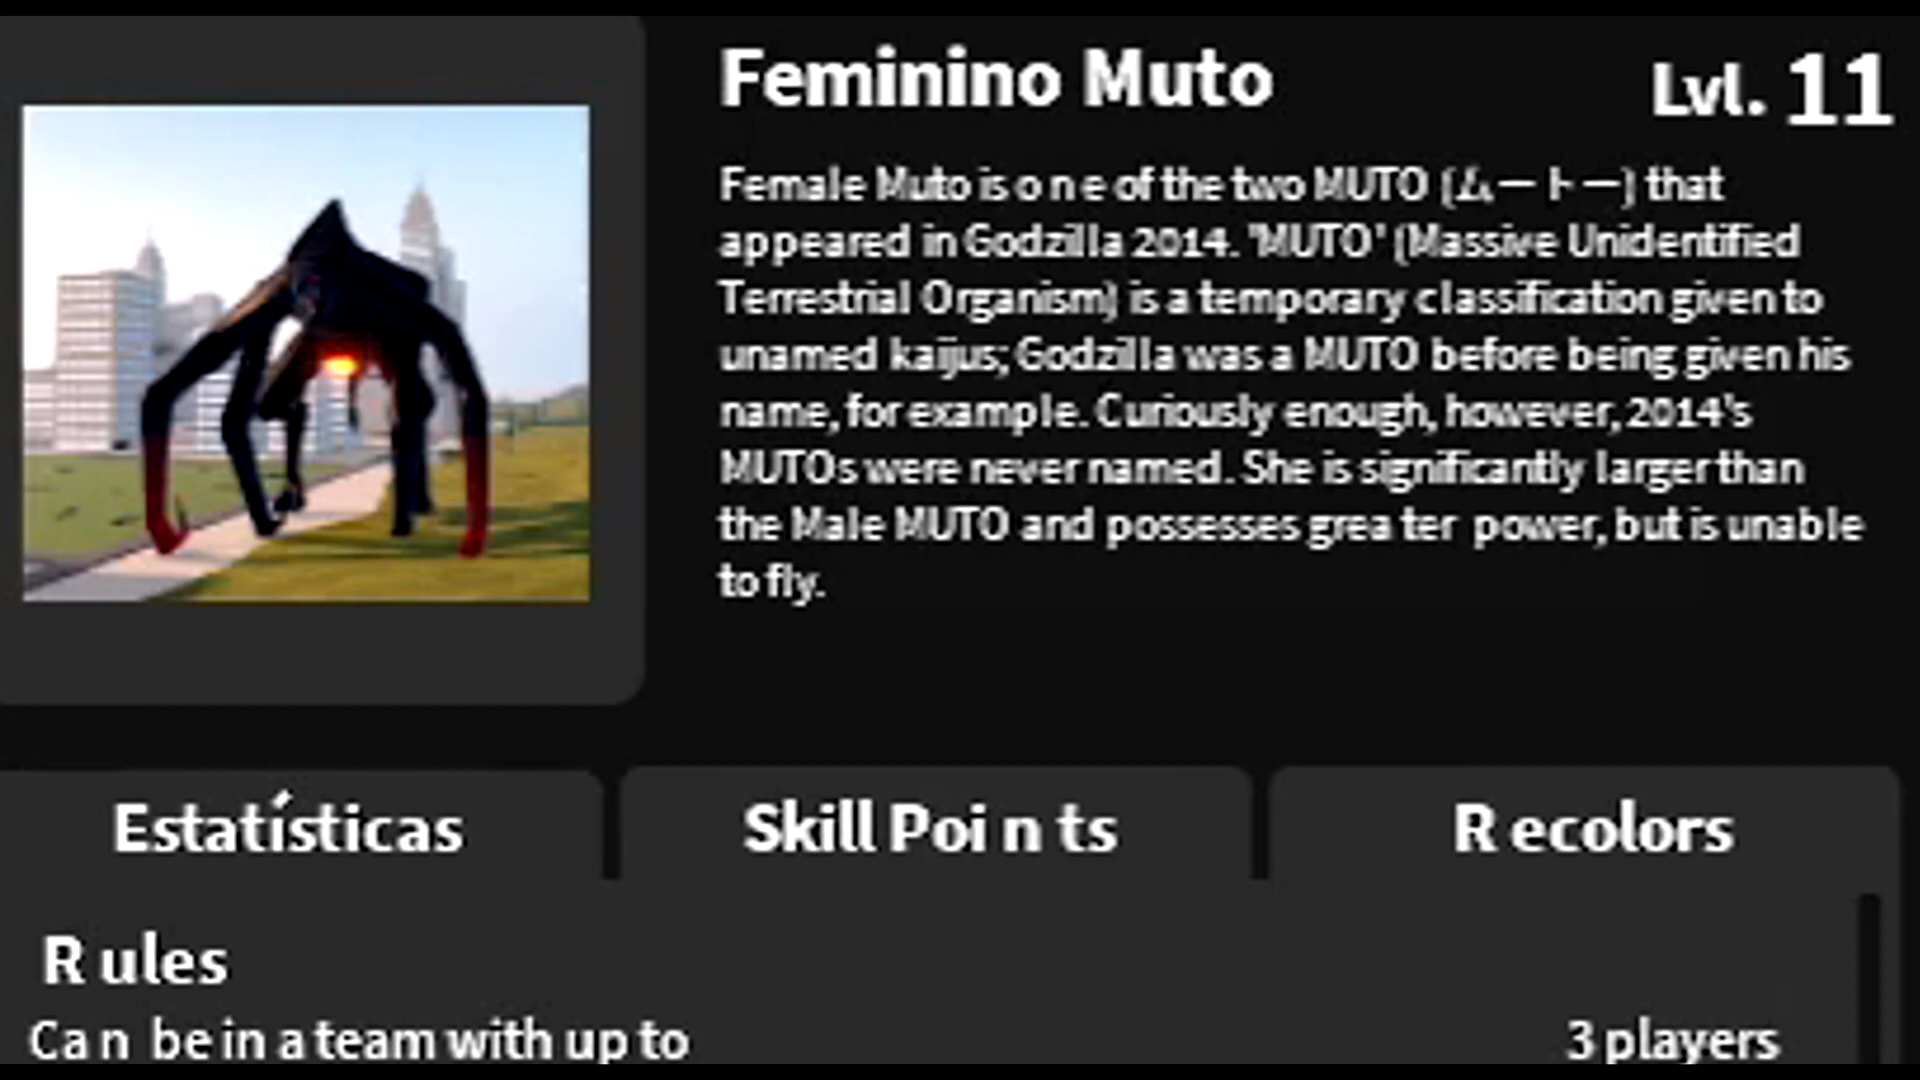 Feminino Muto
Lvl. 11
Female Muto is one of the two MUTO (ムートー) that
appeared in Godzilla 2014. "MUTO" (Massive Unidentified
Terrestrial Organism) is a temporary classification given to
unamed kaijus; Godzilla was a MUTO before being given his
name, for example. Curiously enough, however, 2014's
MUTOs were never named. She is significantly larger than
the Male MUTO and possesses greater power, but is unable
to fly.
Estatísticas
Skill Points
Recolors
Rules
Can be in a team with up to
3 players